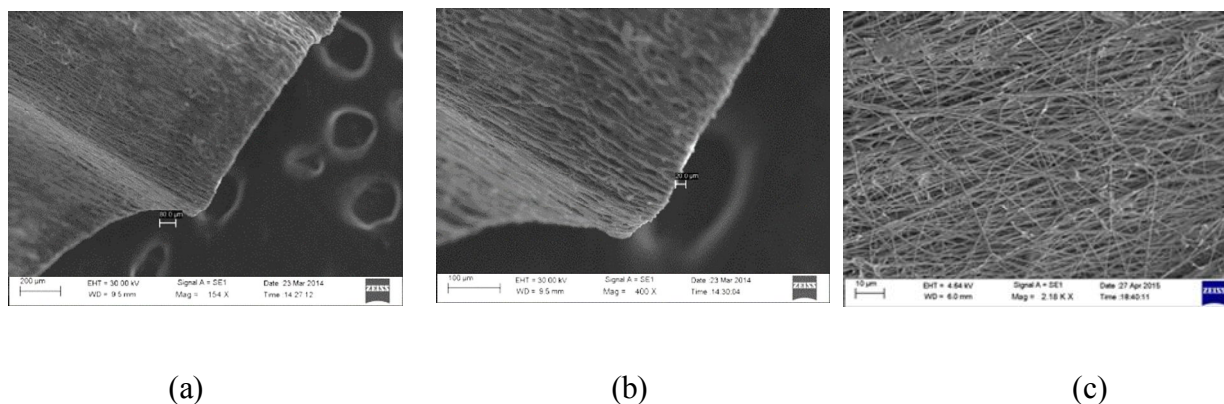 80.0 µm
200 µm
EHT = 30.00 kV
WD = 9.5 mm
Signal A = SE1
Mag = 154 X
Date :23 Mar 2014
Time :14:27:12
ZEISS
20.0 µm
100 µm
EHT = 30.00 kV
WD = 9.5 mm
Signal A = SE1
Mag = 400 X
Date :23 Mar 2014
Time :14:30:04
ZEISS
10 µm
EHT = 4.64 kV
WD = 6.0 mm
Signal A = SE1
Mag = 2.18 K X
Date :27 Apr 2015
Time :18:40:11
ZEISS
(a)
(b)
(c)